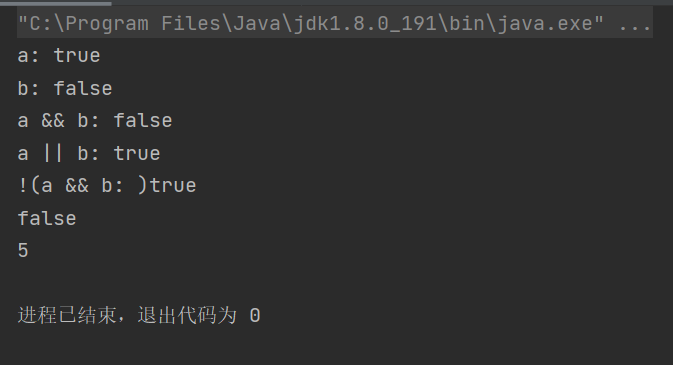 "C:\Program Files\Java\jdk1.8.0_191\bin\java.exe" ...
a: true
b: false
a && b: false
a || b: true
!(a && b: )true
false
5
进程已结束，退出代码为 0